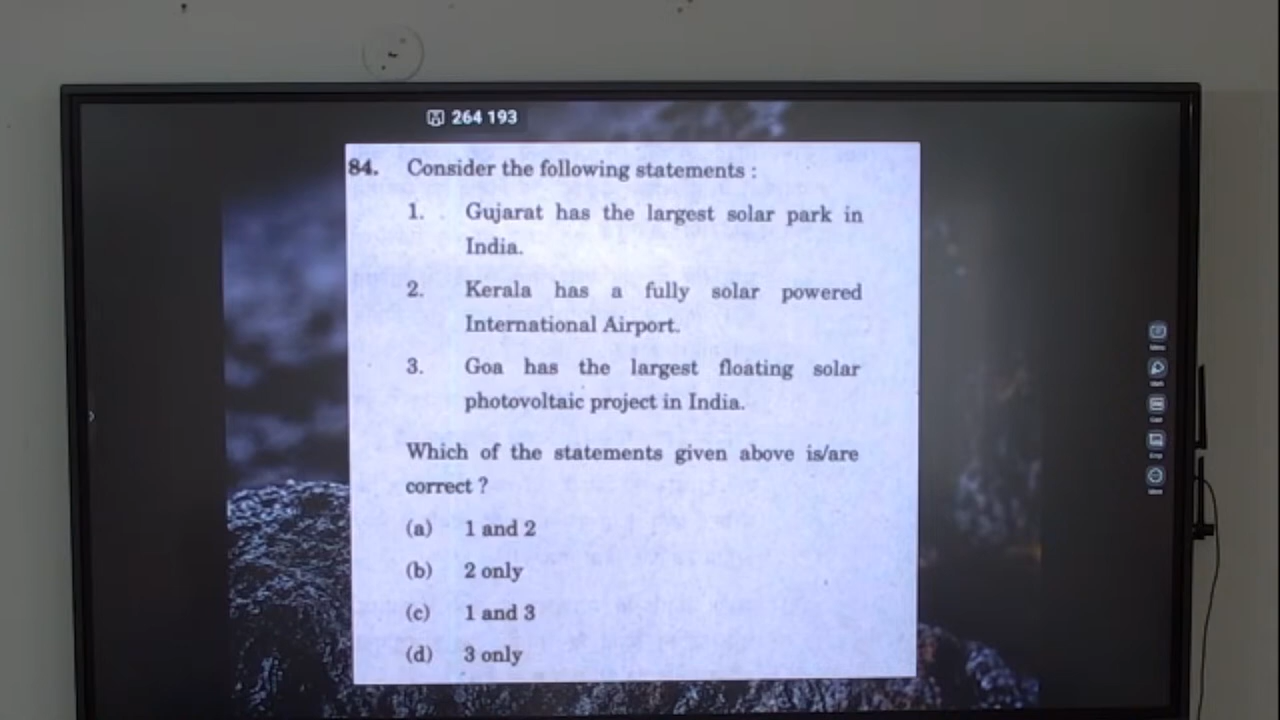 264 193
84. Consider the following statements :
1. Gujarat has the largest solar park in
India.
2. Kerala has a fully solar powered
International Airport.
3. Goa has the largest floating solar
photovoltaic project in India.
Which of the statements given above is/are
correct ?
(a) 1 and 2
(b) 2 only
(c) 1 and 3
(d) 3 only